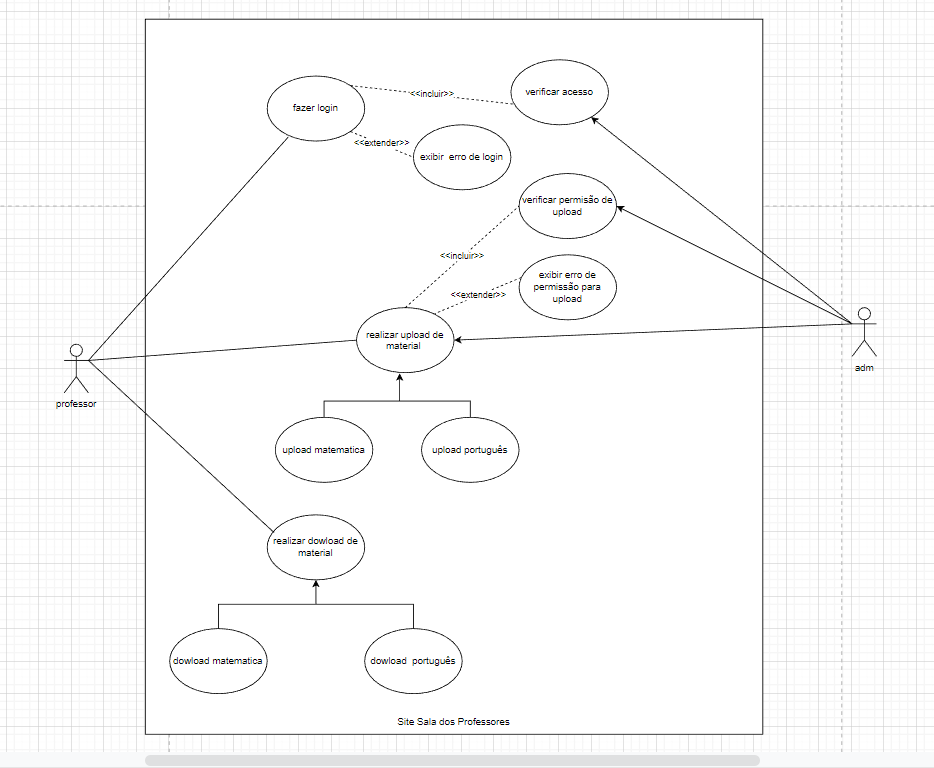 fazer login
<<incluir>>
verificar acesso
<<extender>>
exibir erro de login
verificar permisão de
upload
<<incluir>>
exibir erro de
permissão para
upload
<<extender>>
realizar upload de
material
professor
adm
upload matematica
upload português
realizar dowload de
material
dowload matematica
dowload português
Site Sala dos Professores